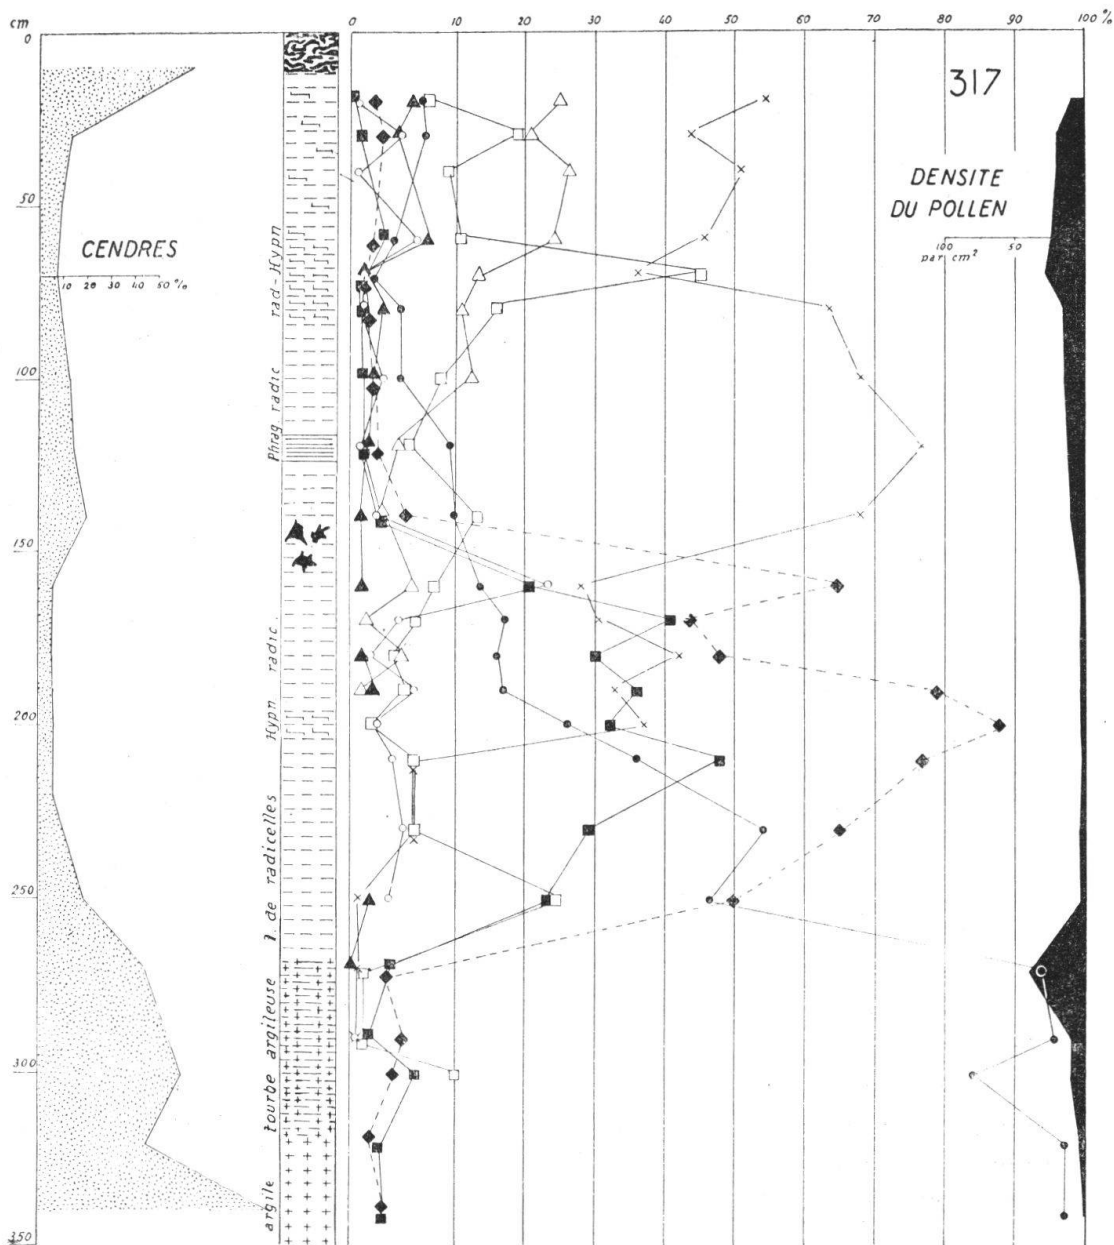 cm
0 10 20 30 40 50 60 70 80 90 100 %
0
50
100
150
200
250
300
350
CENDRES
10 20 30 40 50 %
rad-Hypn
Phrag radic
Hypn radic.
t. de radicelles
tourbe argileuse
argile
317
DENSITE
DU POLLEN
100 50
par cm²